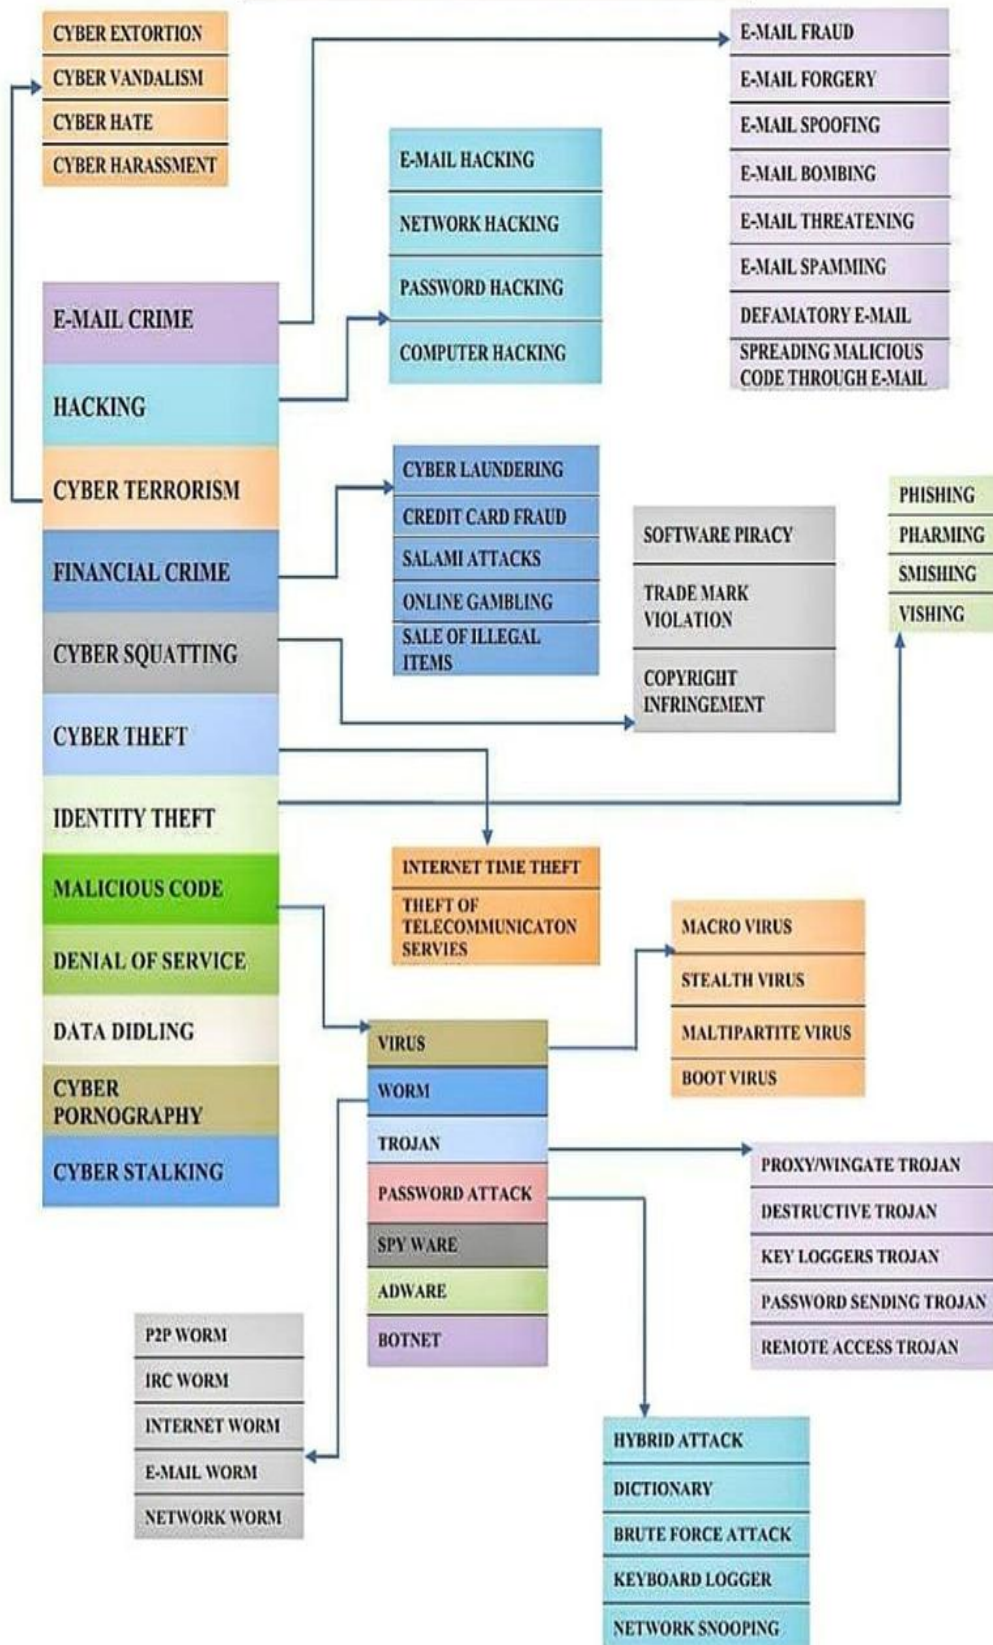 CYBER EXTORTION
CYBER VANDALISM
CYBER HATE
CYBER HARASSMENT
E-MAIL FRAUD
E-MAIL FORGERY
E-MAIL SPOOFING
E-MAIL BOMBING
E-MAIL THREATENING
E-MAIL SPAMMING
DEFAMATORY E-MAIL
SPREADING MALICIOUS
CODE THROUGH E-MAIL
E-MAIL HACKING
NETWORK HACKING
PASSWORD HACKING
COMPUTER HACKING
E-MAIL CRIME
HACKING
CYBER TERRORISM
FINANCIAL CRIME
CYBER SQUATTING
CYBER THEFT
IDENTITY THEFT
MALICIOUS CODE
DENIAL OF SERVICE
DATA DIDLING
CYBER
PORNOGRAPHY
CYBER STALKING
CYBER LAUNDERING
CREDIT CARD FRAUD
SALAMI ATTACKS
ONLINE GAMBLING
SALE OF ILLEGAL
ITEMS
SOFTWARE PIRACY
TRADE MARK
VIOLATION
COPYRIGHT
INFRINGEMENT
PHISHING
PHARMING
SMISHING
VISHING
INTERNET TIME THEFT
THEFT OF
TELECOMMUNICATON
SERVIES
MACRO VIRUS
STEALTH VIRUS
MALTIPARTITE VIRUS
BOOT VIRUS
VIRUS
WORM
TROJAN
PASSWORD ATTACK
SPY WARE
ADWARE
BOTNET
PROXY/WINGATE TROJAN
DESTRUCTIVE TROJAN
KEY LOGGERS TROJAN
PASSWORD SENDING TROJAN
REMOTE ACCESS TROJAN
P2P WORM
IRC WORM
INTERNET WORM
E-MAIL WORM
NETWORK WORM
HYBRID ATTACK
DICTIONARY
BRUTE FORCE ATTACK
KEYBOARD LOGGER
NETWORK SNOOPING